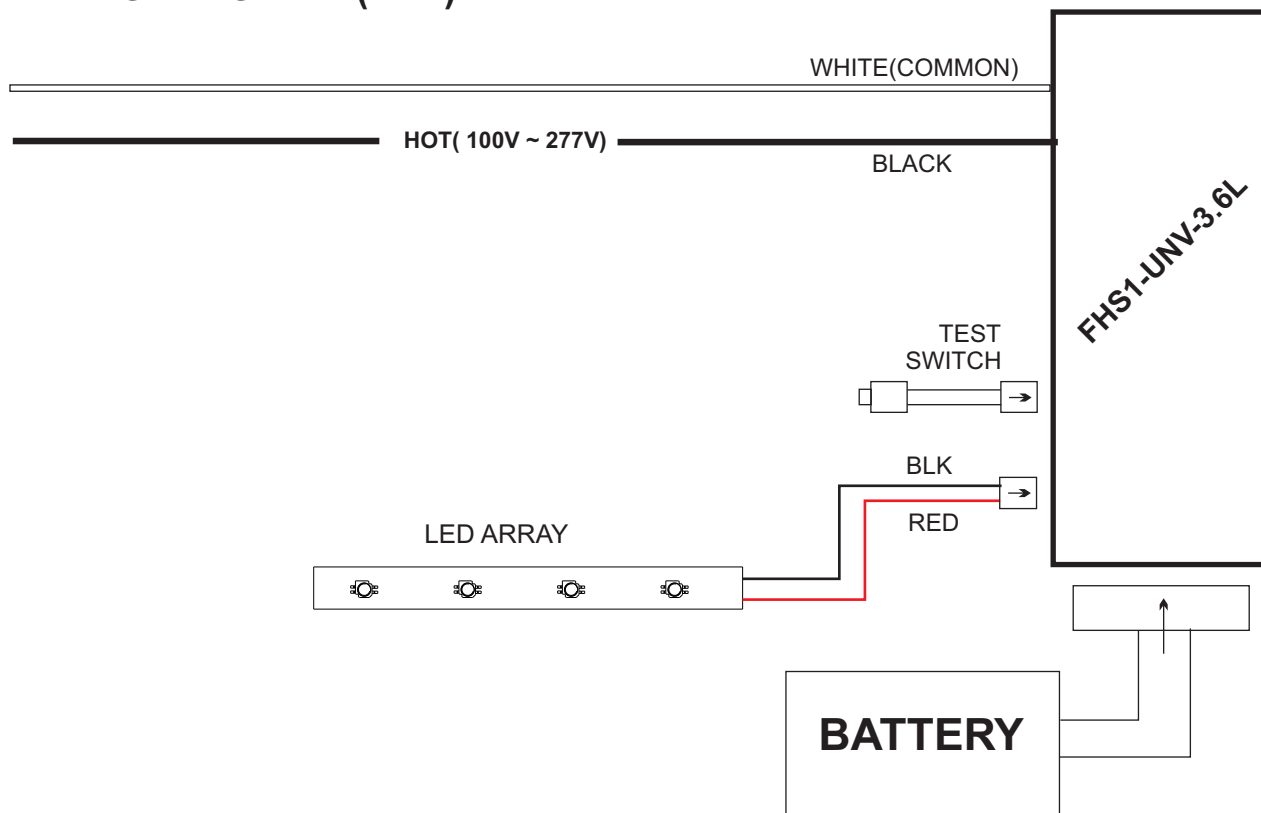 WHITE(COMMON)
HOT( 100V ~ 277V)
BLACK
FHS1-UNV-3.6L
TEST
SWITCH
BLK
RED
LED ARRAY
BATTERY